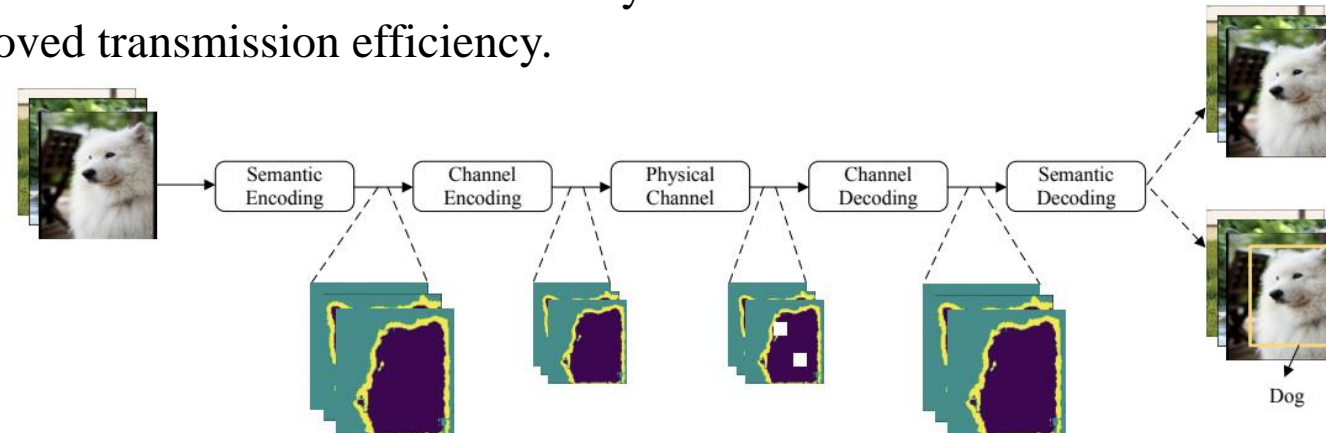 oved transmission efficiency.
Semantic
Encoding
Channel
Encoding
Physical
Channel
Channel
Decoding
Semantic
Decoding
Dog